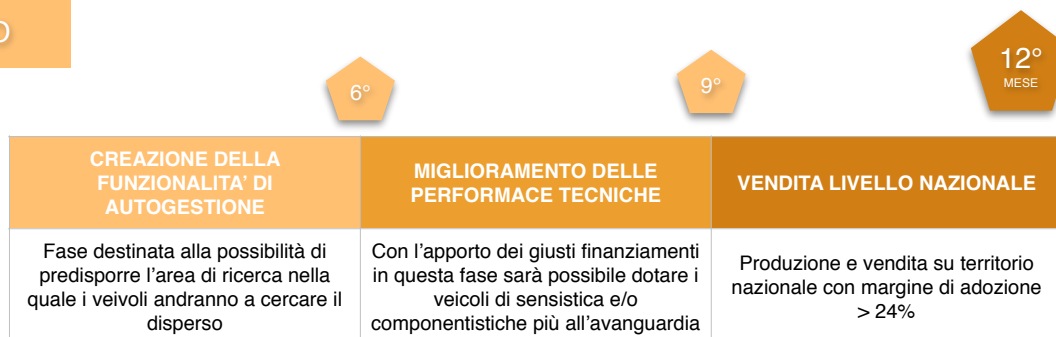 6°
9°
12°
MESE
CREAZIONE DELLA
FUNZIONALITA’ DI
AUTOGESTIONE
MIGLIORAMENTO DELLE
PERFORMACE TECNICHE
VENDITA LIVELLO NAZIONALE
Fase destinata alla possibilità di
predisporre l’area di ricerca nella
quale i veivoli andranno a cercare il
disperso
Con l’apporto dei giusti finanziamenti
in questa fase sarà possibile dotare i
veicoli di sensistica e/o
componentistiche più all’avanguardia
Produzione e vendita su territorio
nazionale con margine di adozione
> 24%